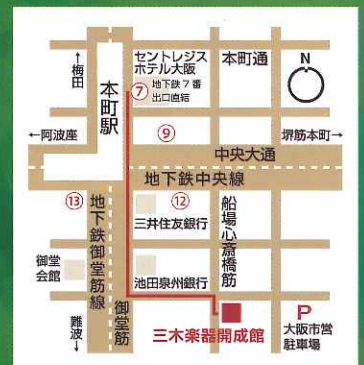 セントレジス
ホテル大阪
本町通
N
←梅田
⑦
地下鉄7番
出口直結
本町駅
⑨
←阿波座
堺筋本町→
中央大通
地下鉄中央線
⑬
⑫
地下鉄御堂筋線
三井住友銀行
船場心斎橋筋
御堂
会館
池田泉州銀行
御堂筋
難波→
P
三木楽器開成館
大阪市営
駐車場